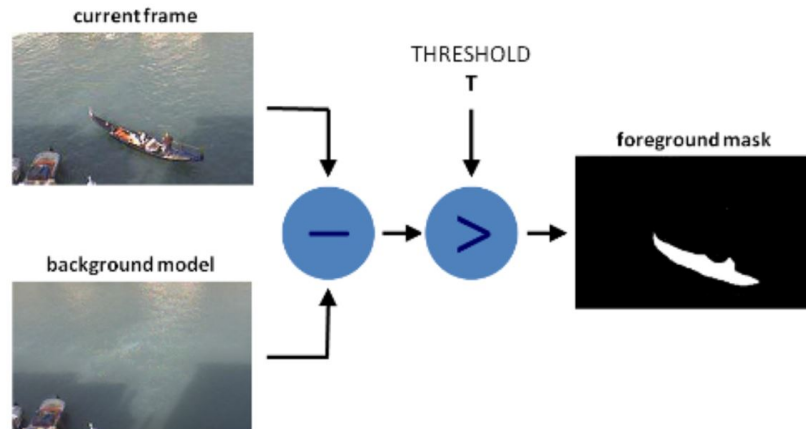 current frame
THRESHOLD
T
foreground mask
−
>
background model